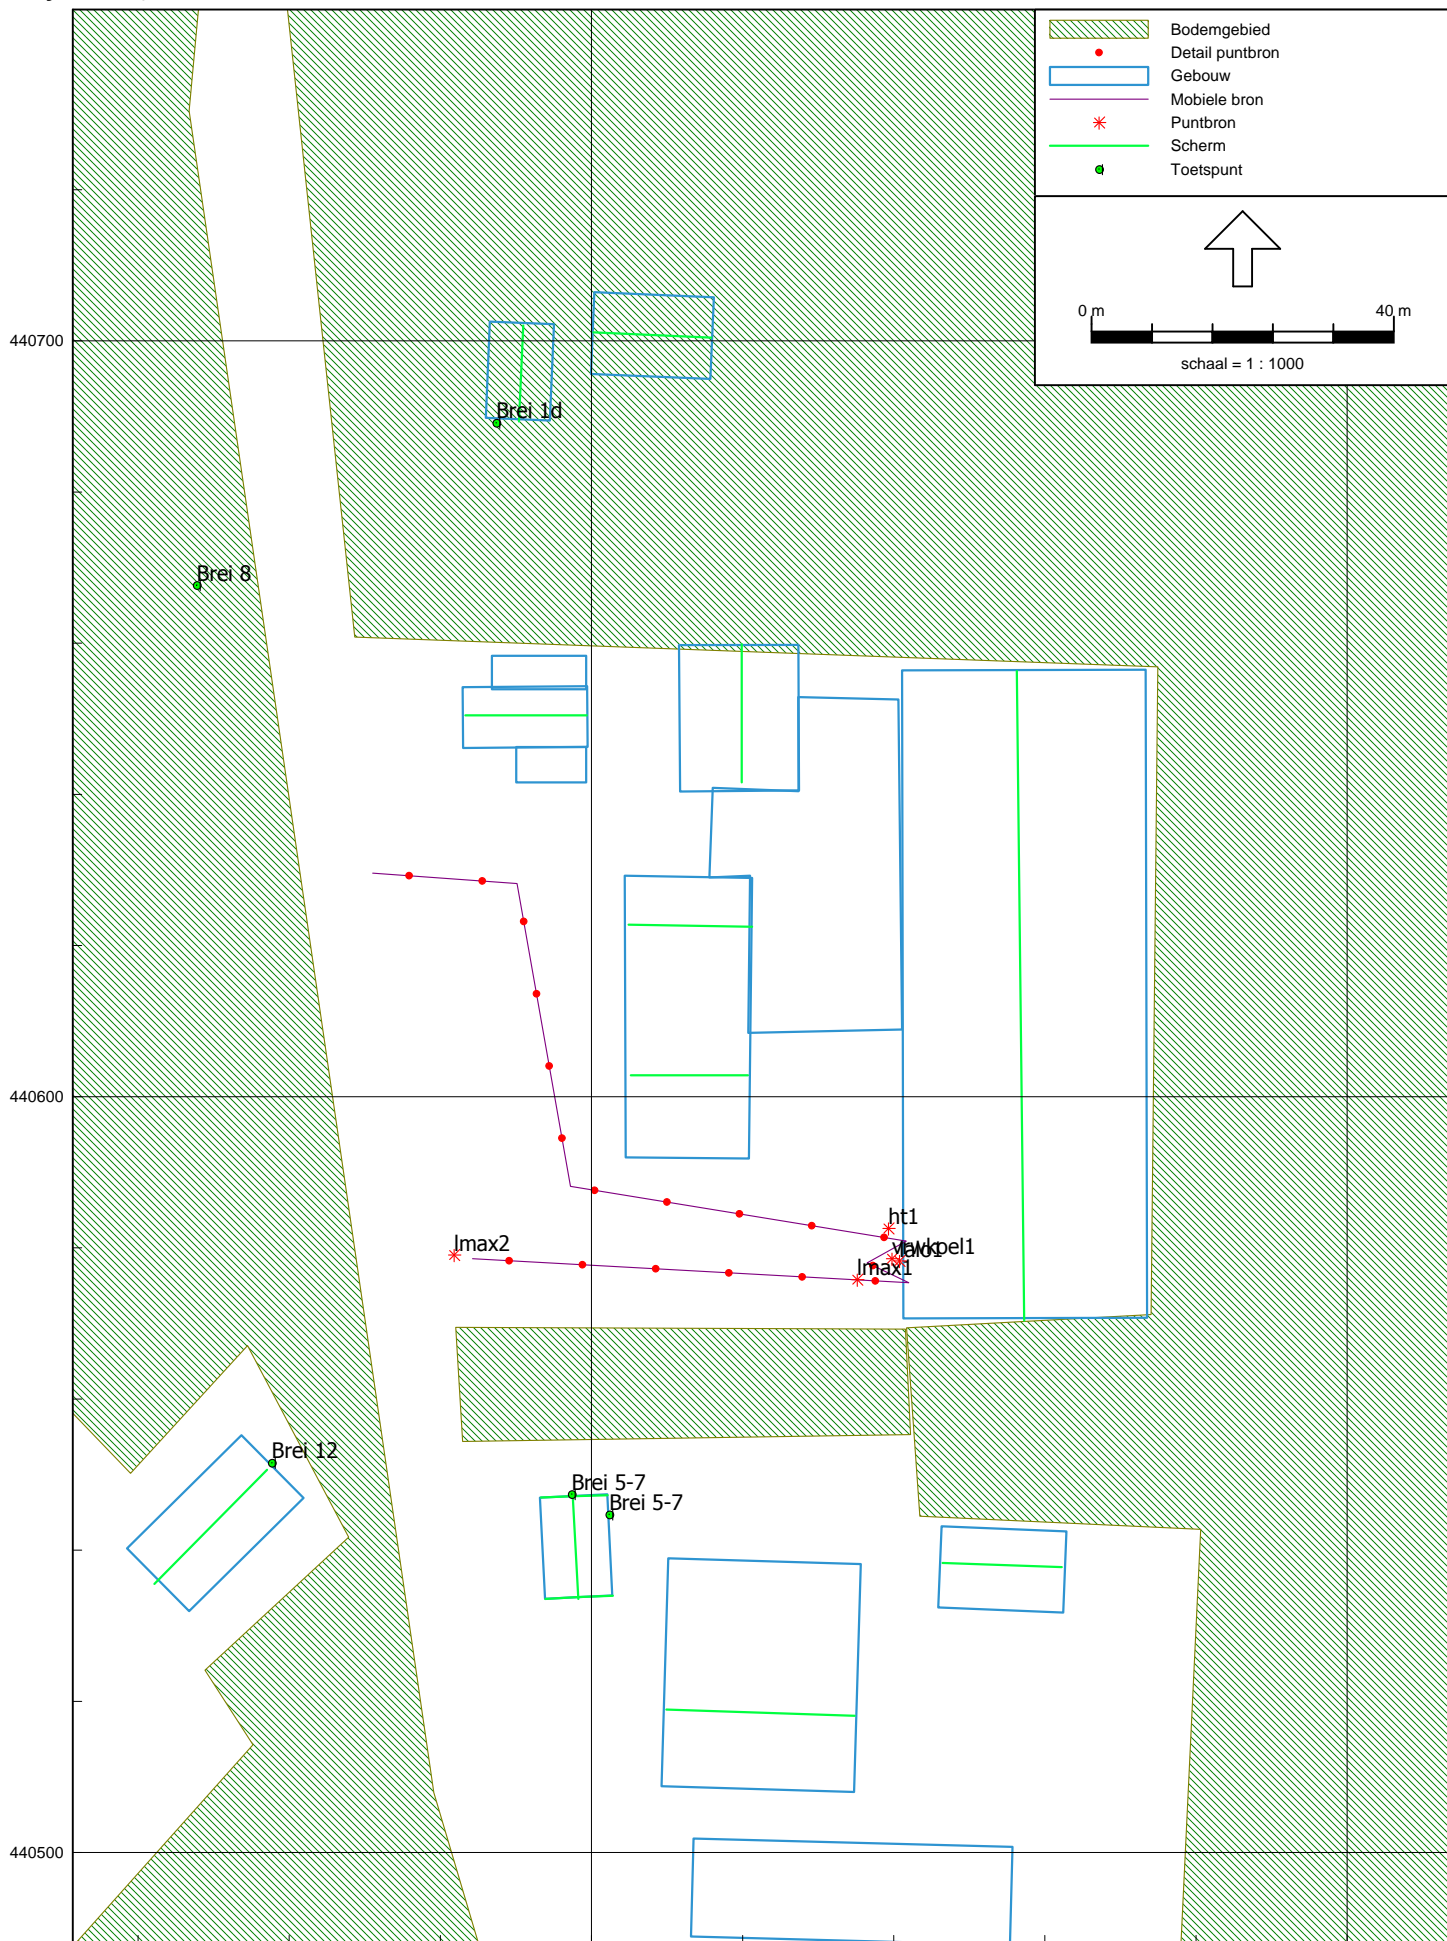 Bodemgebied
Detail puntbron
Gebouw
Mobiele bron
Puntbron
Scherm
Toetspunt
0 m
40 m
schaal = 1 : 1000
440700
Brei 1d
Brei 8
440600
ht1
lmax2
lmax1
Brei 12
Brei 5-7
Brei 5-7
440500